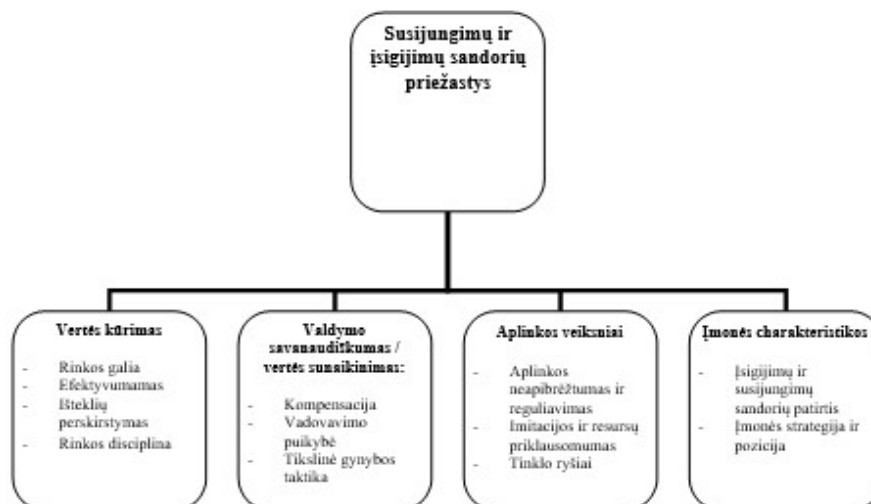 Susijungimų ir
įsigijimų sandorių
priežastys
Vertės kūrimas
- Rinkos galia
- Efektyvumamas
- Išteklių
perskirstymas
- Rinkos disciplina
Valdymo
savanaudiškumas /
vertės sunaikinimas:
- Kompensacija
- Vadovavimo
puikybė
- Tikslinė gynybos
taktika
Aplinkos veiksniai
- Aplinkos
neapibrėžtumas ir
reguliavimas
- Imitacijos ir resursų
priklausomumas
- Tinklo ryšiai
Įmonės charakteristikos
- Įsigijimų ir
susijungimų
sandorių patirtis
- Įmonės strategija ir
pozicija